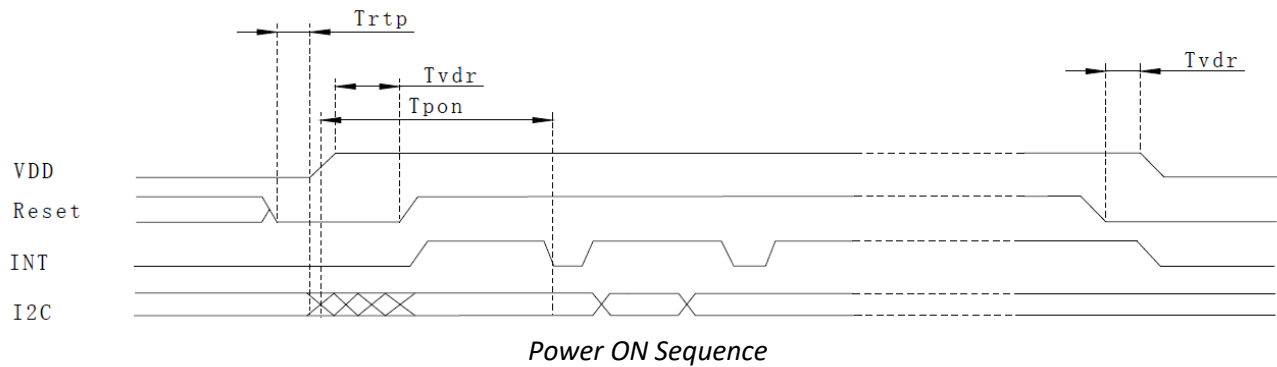 Trtp
Tvdr
Tvdr
Tpon
VDD
Reset
INT
I2C
Power ON Sequence